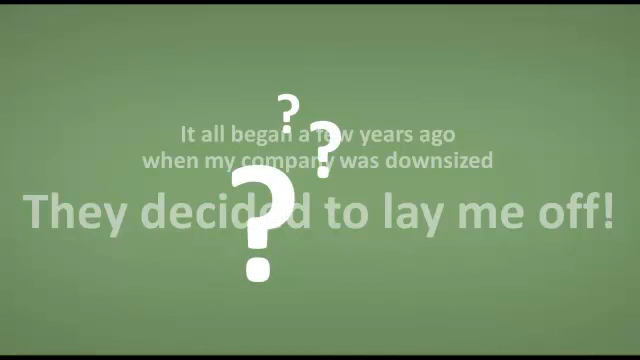 ?
It all began a few years ago
?
when my company was downsized
?
They decided to lay me off!